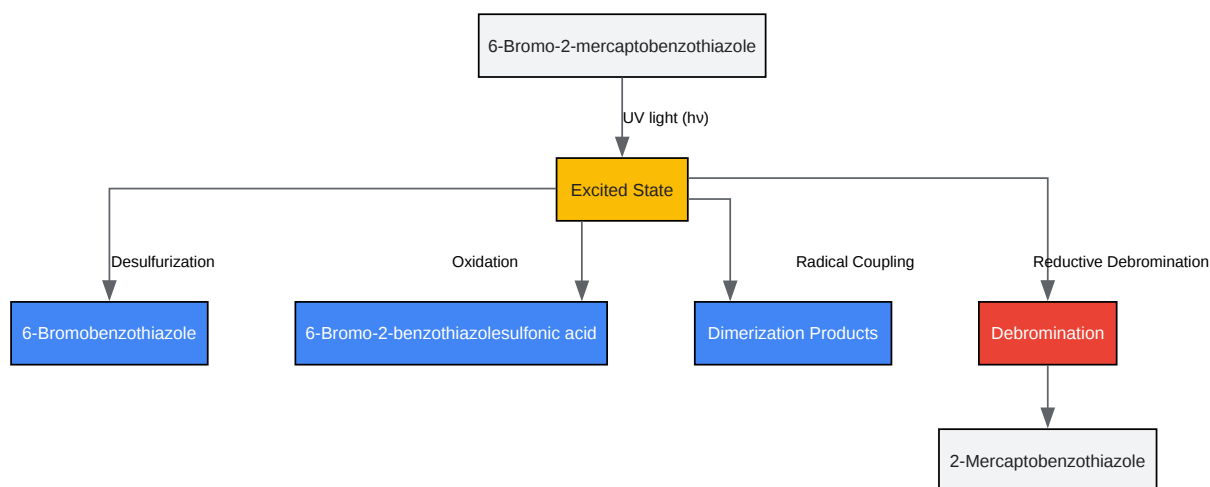 6-Bromo-2-mercaptobenzothiazole
UV light (hν)
Excited State
Desulfurization
Oxidation
Radical Coupling
Reductive Debromination
6-Bromobenzothiazole
6-Bromo-2-benzothiazolesulfonic acid
Dimerization Products
Debromination
2-Mercaptobenzothiazole